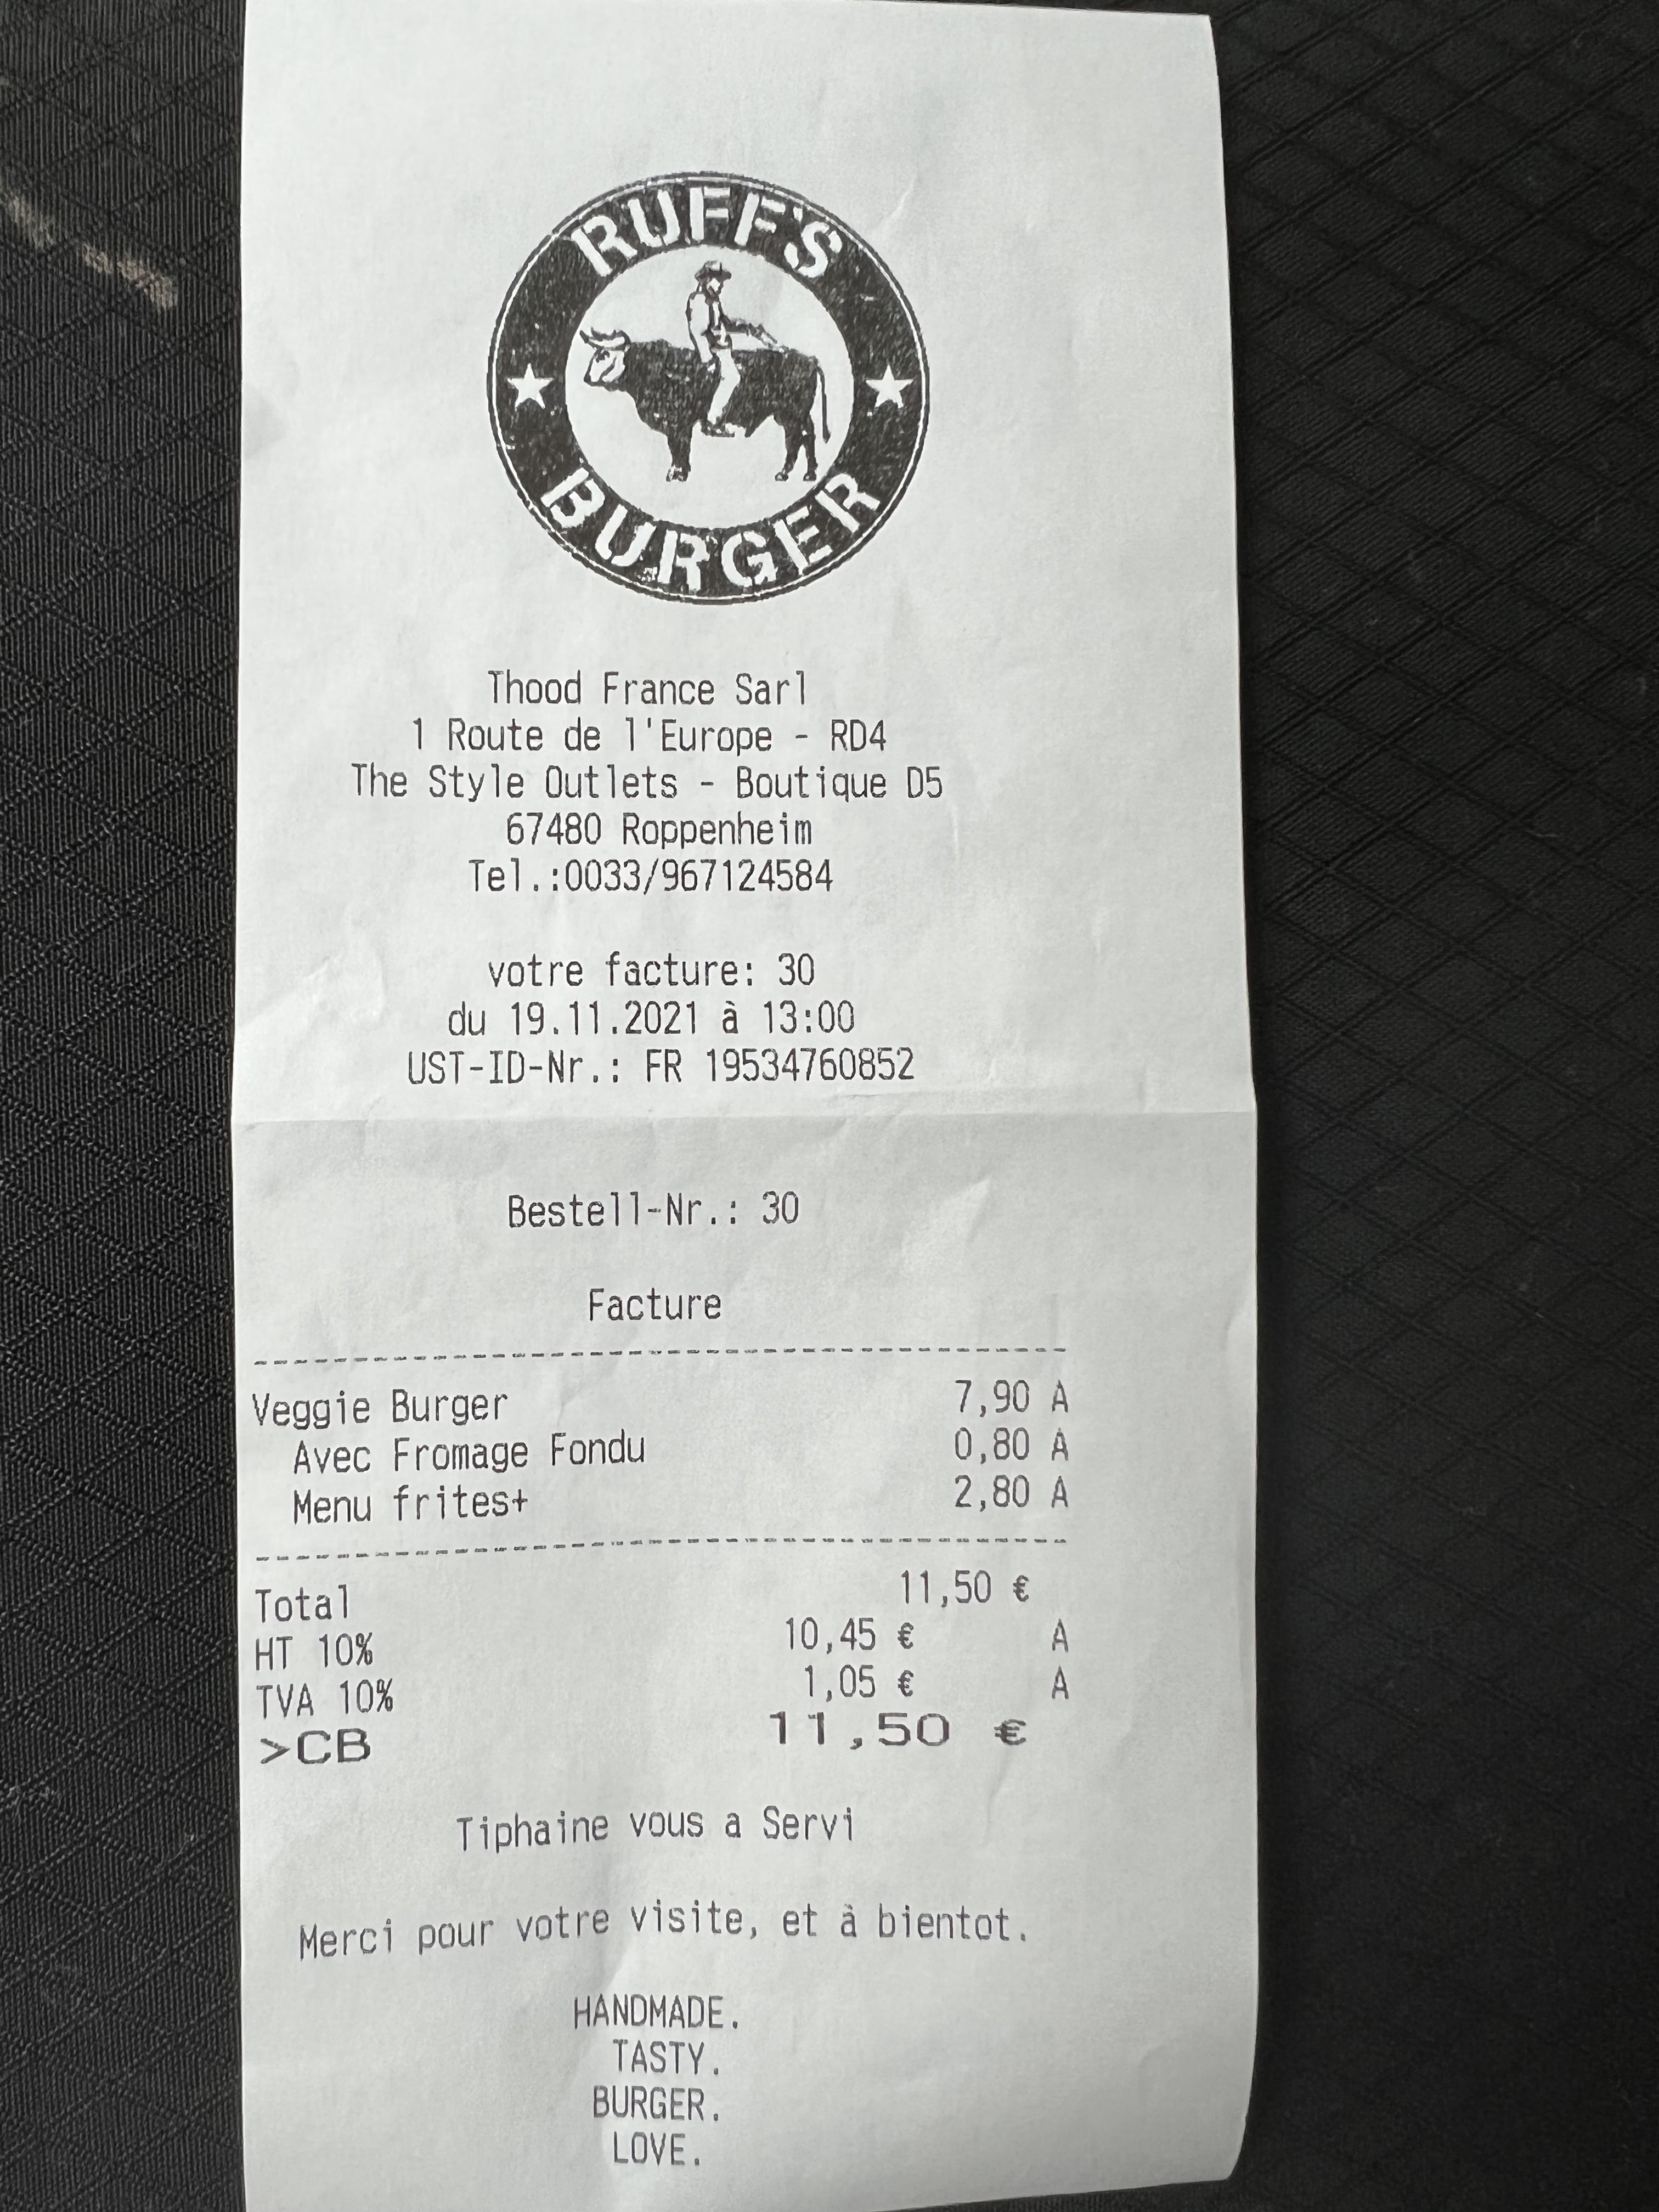 RUFF'S
BURGER
Thood France Sarl
1 Route de l'Europe - RD4
The Style Outlets - Boutique D5
67480 Roppenheim
Tel.:0033/967124584
votre facture: 30
du 19.11.2021 à 13:00
UST-ID-Nr.: FR 19534760852
Bestell-Nr.: 30
Facture
Veggie Burger 7,90 A
Avec Fromage Fondu 0,80 A
Menu frites+ 2,80 A
Total 11,50 €
HT 10% 10,45 € A
TVA 10% 1,05 € A
>CB 11,50 €
Tiphaine vous a Servi
Merci pour votre visite, et à bientot.
HANDMADE.
TASTY.
BURGER.
LOVE.